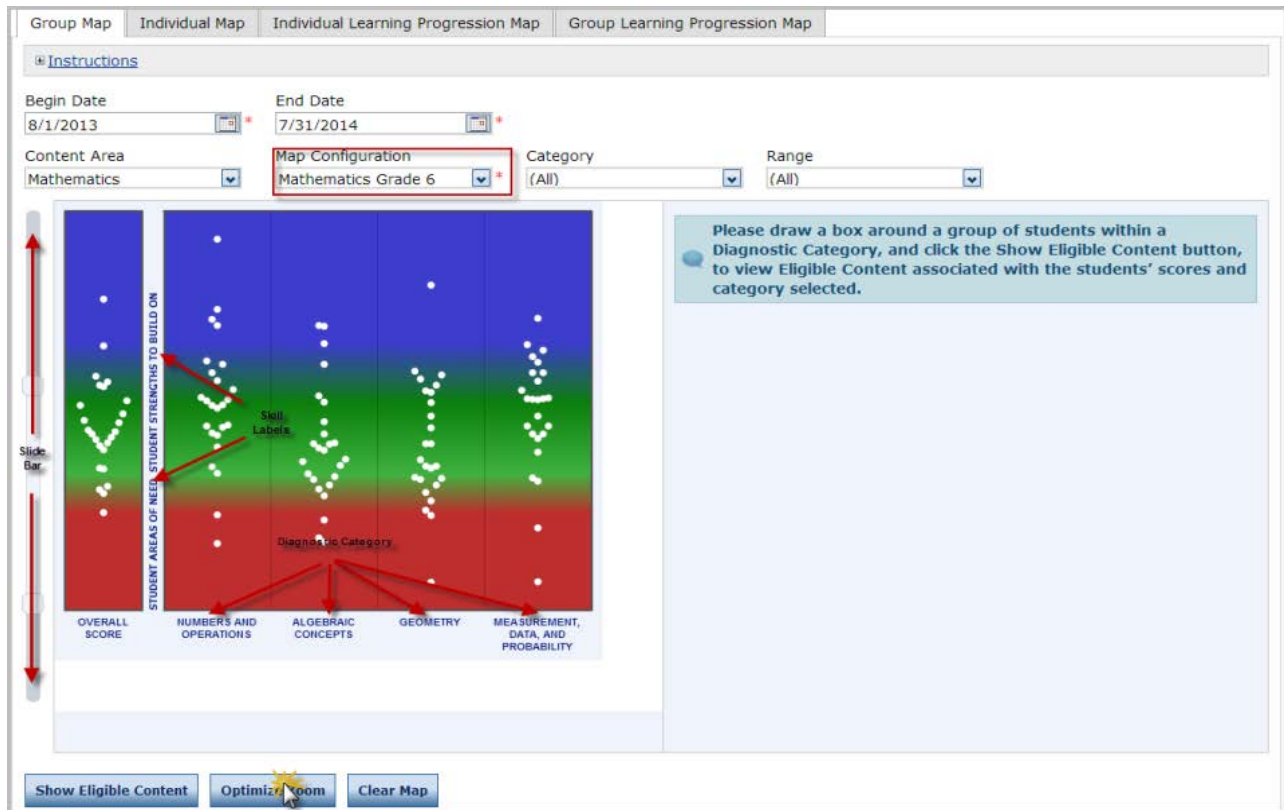 Group Map
Individual Map
Individual Learning Progression Map
Group Learning Progression Map
Instructions
Begin Date
End Date
8/1/2013
*
7/31/2014
*
Content Area
Map Configuration
Category
Range
Mathematics
Mathematics Grade 6
*
(All)
(All)
Please draw a box around a group of students within a
Diagnostic Category, and click the Show Eligible Content button,
to view Eligible Content associated with the students' scores and
category selected.
STUDENT STRENGTHS TO BUILD ON
STUDENT AREAS OF NEED
Skill
Labels
Slide
Bar
Diagnostic Category
OVERALL
SCORE
NUMBERS AND
OPERATIONS
ALGEBRAIC
CONCEPTS
GEOMETRY
MEASUREMENT,
DATA, AND
PROBABILITY
Show Eligible Content
Optimize Zoom
Clear Map